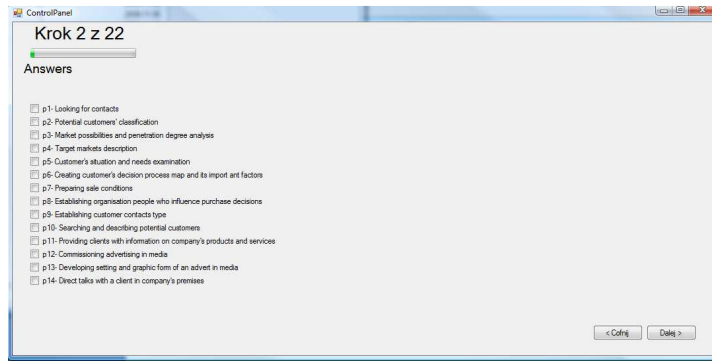 ControlPanel
Krok 2 z 22
Answers
p1- Looking for contacts
p2- Potential customers' classification
p3- Market possibilities and penetration degree analysis
p4- Target markets description
p5- Customer's situation and needs examination
p6- Creating customer's decision process map and its import ant factors
p7- Preparing sale conditions
p8- Establishing organisation people who influence purchase decisions
p9- Establishing customer contacts type
p10- Searching and describing potential customers
p11- Providing clients with information on company's products and services
p12- Commissioning advertising in media
p13- Developing setting and graphic form of an advert in media
p14- Direct talks with a client in company's premises
< Cofnij
Dalej >